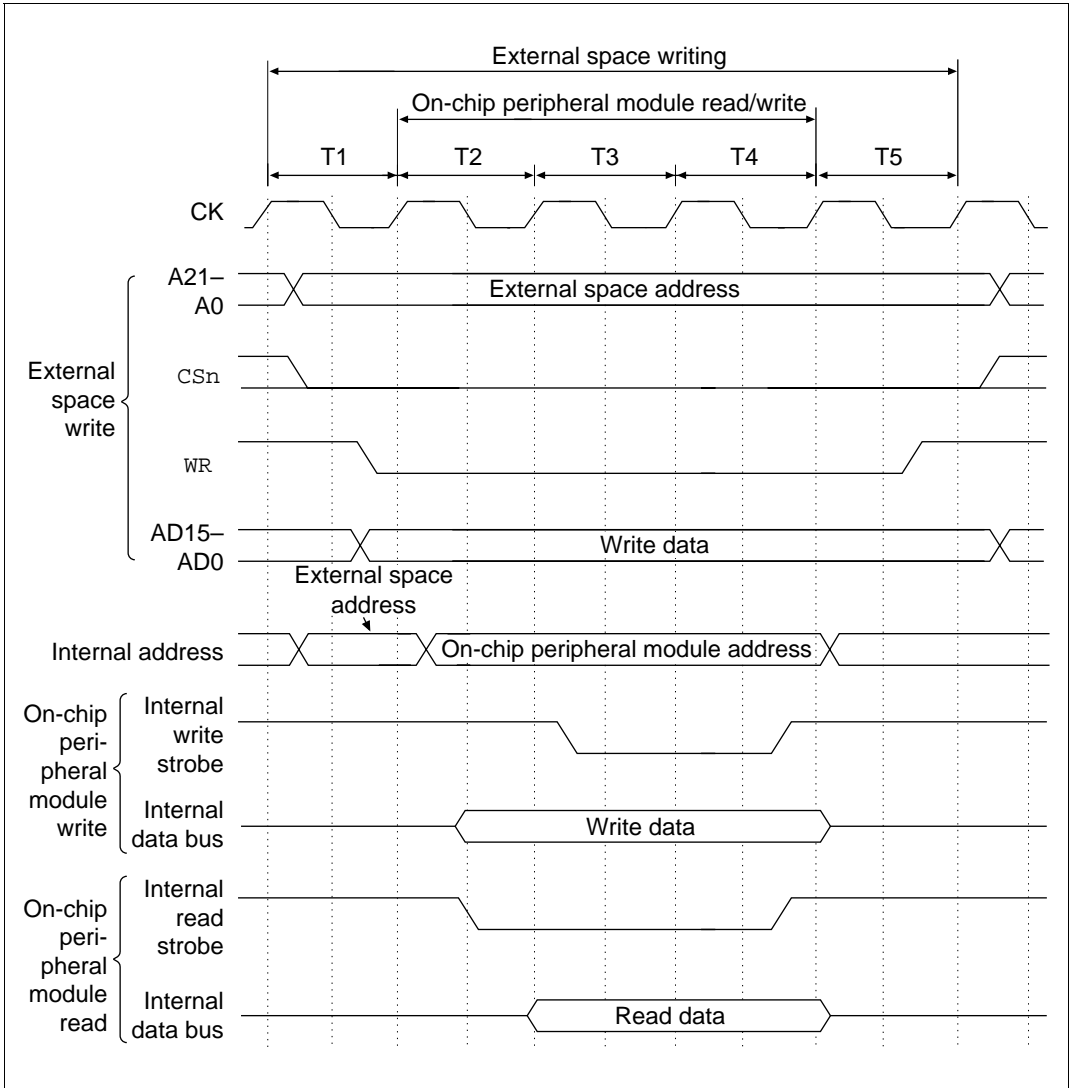 External space writing
On-chip peripheral module read/write
T1 T2 T3 T4 T5
CK
A21–
A0
External space address
External
space
write
CSn
WR
AD15–
AD0
Write data
External space
address
Internal address
On-chip peripheral module address
On-chip
peri-
pheral
module
write
Internal
write
strobe
Internal
data bus
Write data
On-chip
peri-
pheral
module
read
Internal
read
strobe
Internal
data bus
Read data